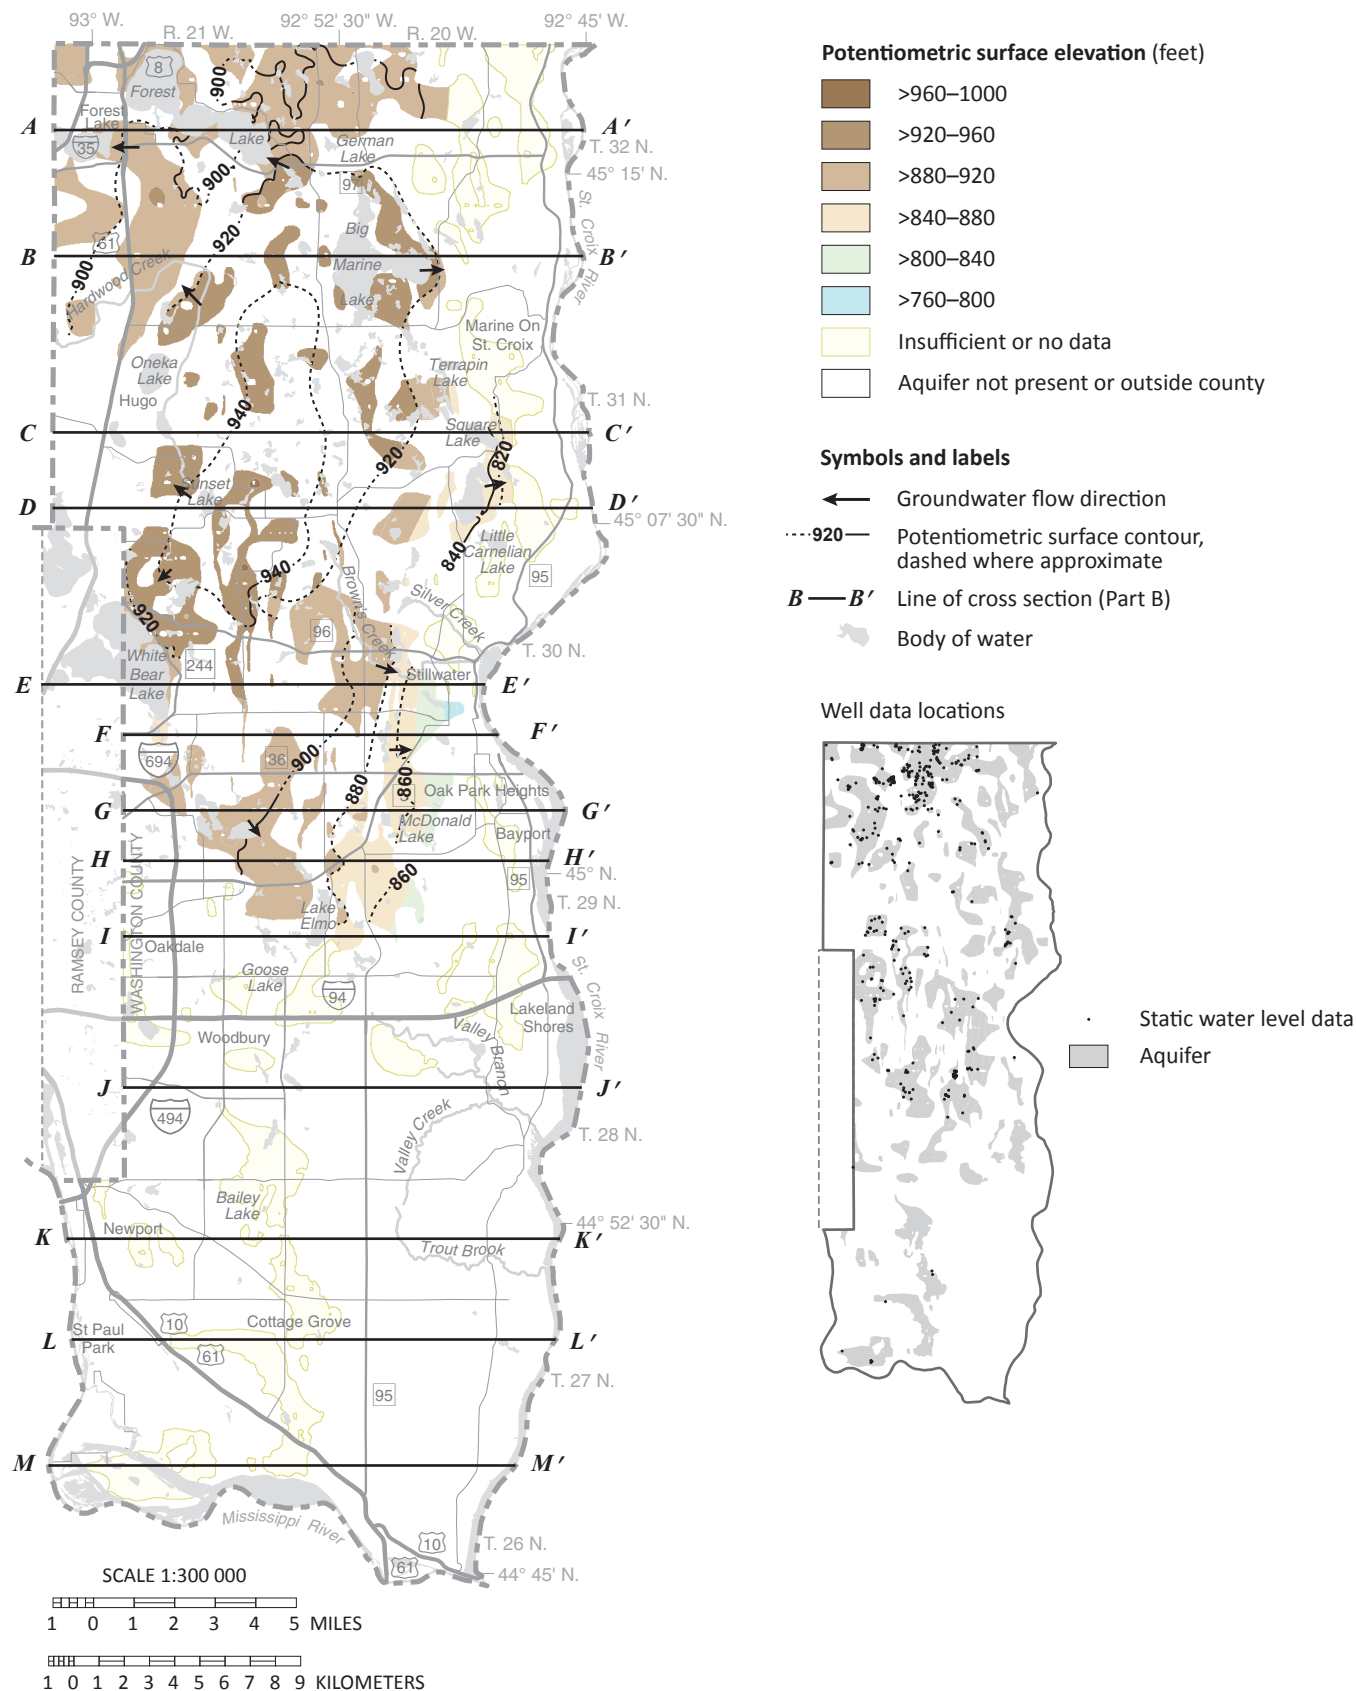 93° W.
R. 21 W.
92° 52' 30" W.
R. 20 W.
92° 45' W.
8
Forest
900
Forest
Lake
A
Lake
German
Lake
A′
T. 32 N.
35
45° 15' N.
900
97
St. Croix River
Big
920
61
B
Marine
B′
900
Hardwood Creek
Lake
Marine On
St. Croix
Oneka
Lake
Terrapin
Lake
Hugo
T. 31 N.
940
Square
Lake
C
C′
920
820
Sunset
Lake
D
D′
45° 07' 30" N.
Little
Carnelian
Lake
840
940
Brown's Creek
95
Silver Creek
920
96
White
Bear
Lake
244
T. 30 N.
Stillwater
E
E′
F
F′
694
36
900
880
860
Oak Park Heights
G
G′
McDonald
Lake
Bayport
H
H′
860
95
45° N.
RAMSEY COUNTY
WASHINGTON COUNTY
T. 29 N.
Lake
Elmo
I
I′
Oakdale
Goose
Lake
St. Croix River
94
Lakeland
Shores
Woodbury
Valley Branch
J
J′
494
Valley Creek
T. 28 N.
Bailey
Lake
Newport
44° 52' 30" N.
K
K′
Trout Brook
10
Cottage Grove
St Paul
Park
L
L′
61
95
T. 27 N.
M
M′
Mississippi River
10
T. 26 N.
61
44° 45' N.
SCALE 1:300 000
1 0 1 2 3 4 5 MILES
1 0 1 2 3 4 5 6 7 8 9 KILOMETERS
Potentiometric surface elevation (feet)
>960–1000
>920–960
>880–920
>840–880
>800–840
>760–800
Insufficient or no data
Aquifer not present or outside county
Symbols and labels
Groundwater flow direction
920
Potentiometric surface contour,
dashed where approximate
B B′ Line of cross section (Part B)
Body of water
Well data locations
Static water level data
Aquifer